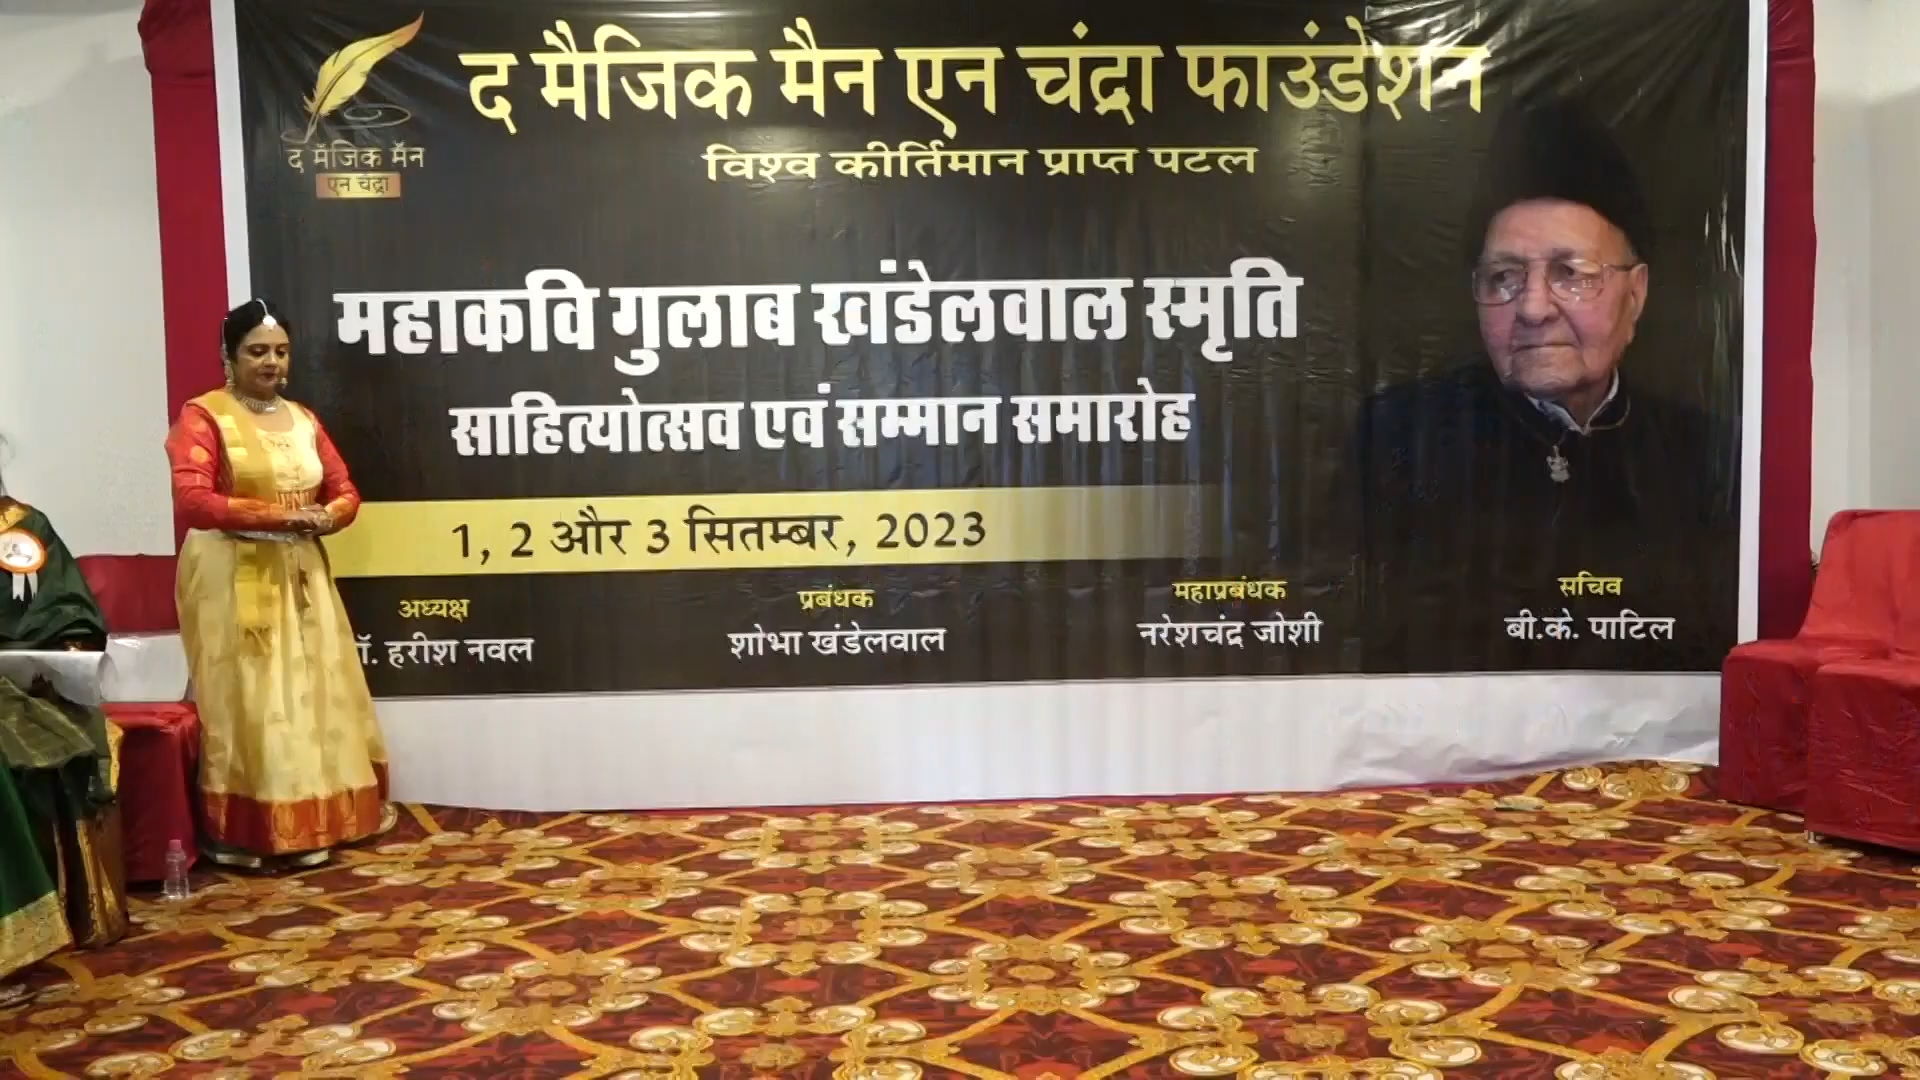 द मैजिक मैन एन चंद्रा फाउंडेशन
विश्व कीर्तिमान प्राप्त पटल
द मॅजिक मॅन
एन चंद्रा
महाकवि गुलाब खंडेलवाल स्मृति
साहित्योत्सव एवं सम्मान समारोह
1, 2 और 3 सितम्बर, 2023
अध्यक्ष
हरीश नवल
प्रबंधक
शोभा खंडेलवाल
महाप्रबंधक
नरेशचंद्र जोशी
सचिव
बी.के. पाटिल